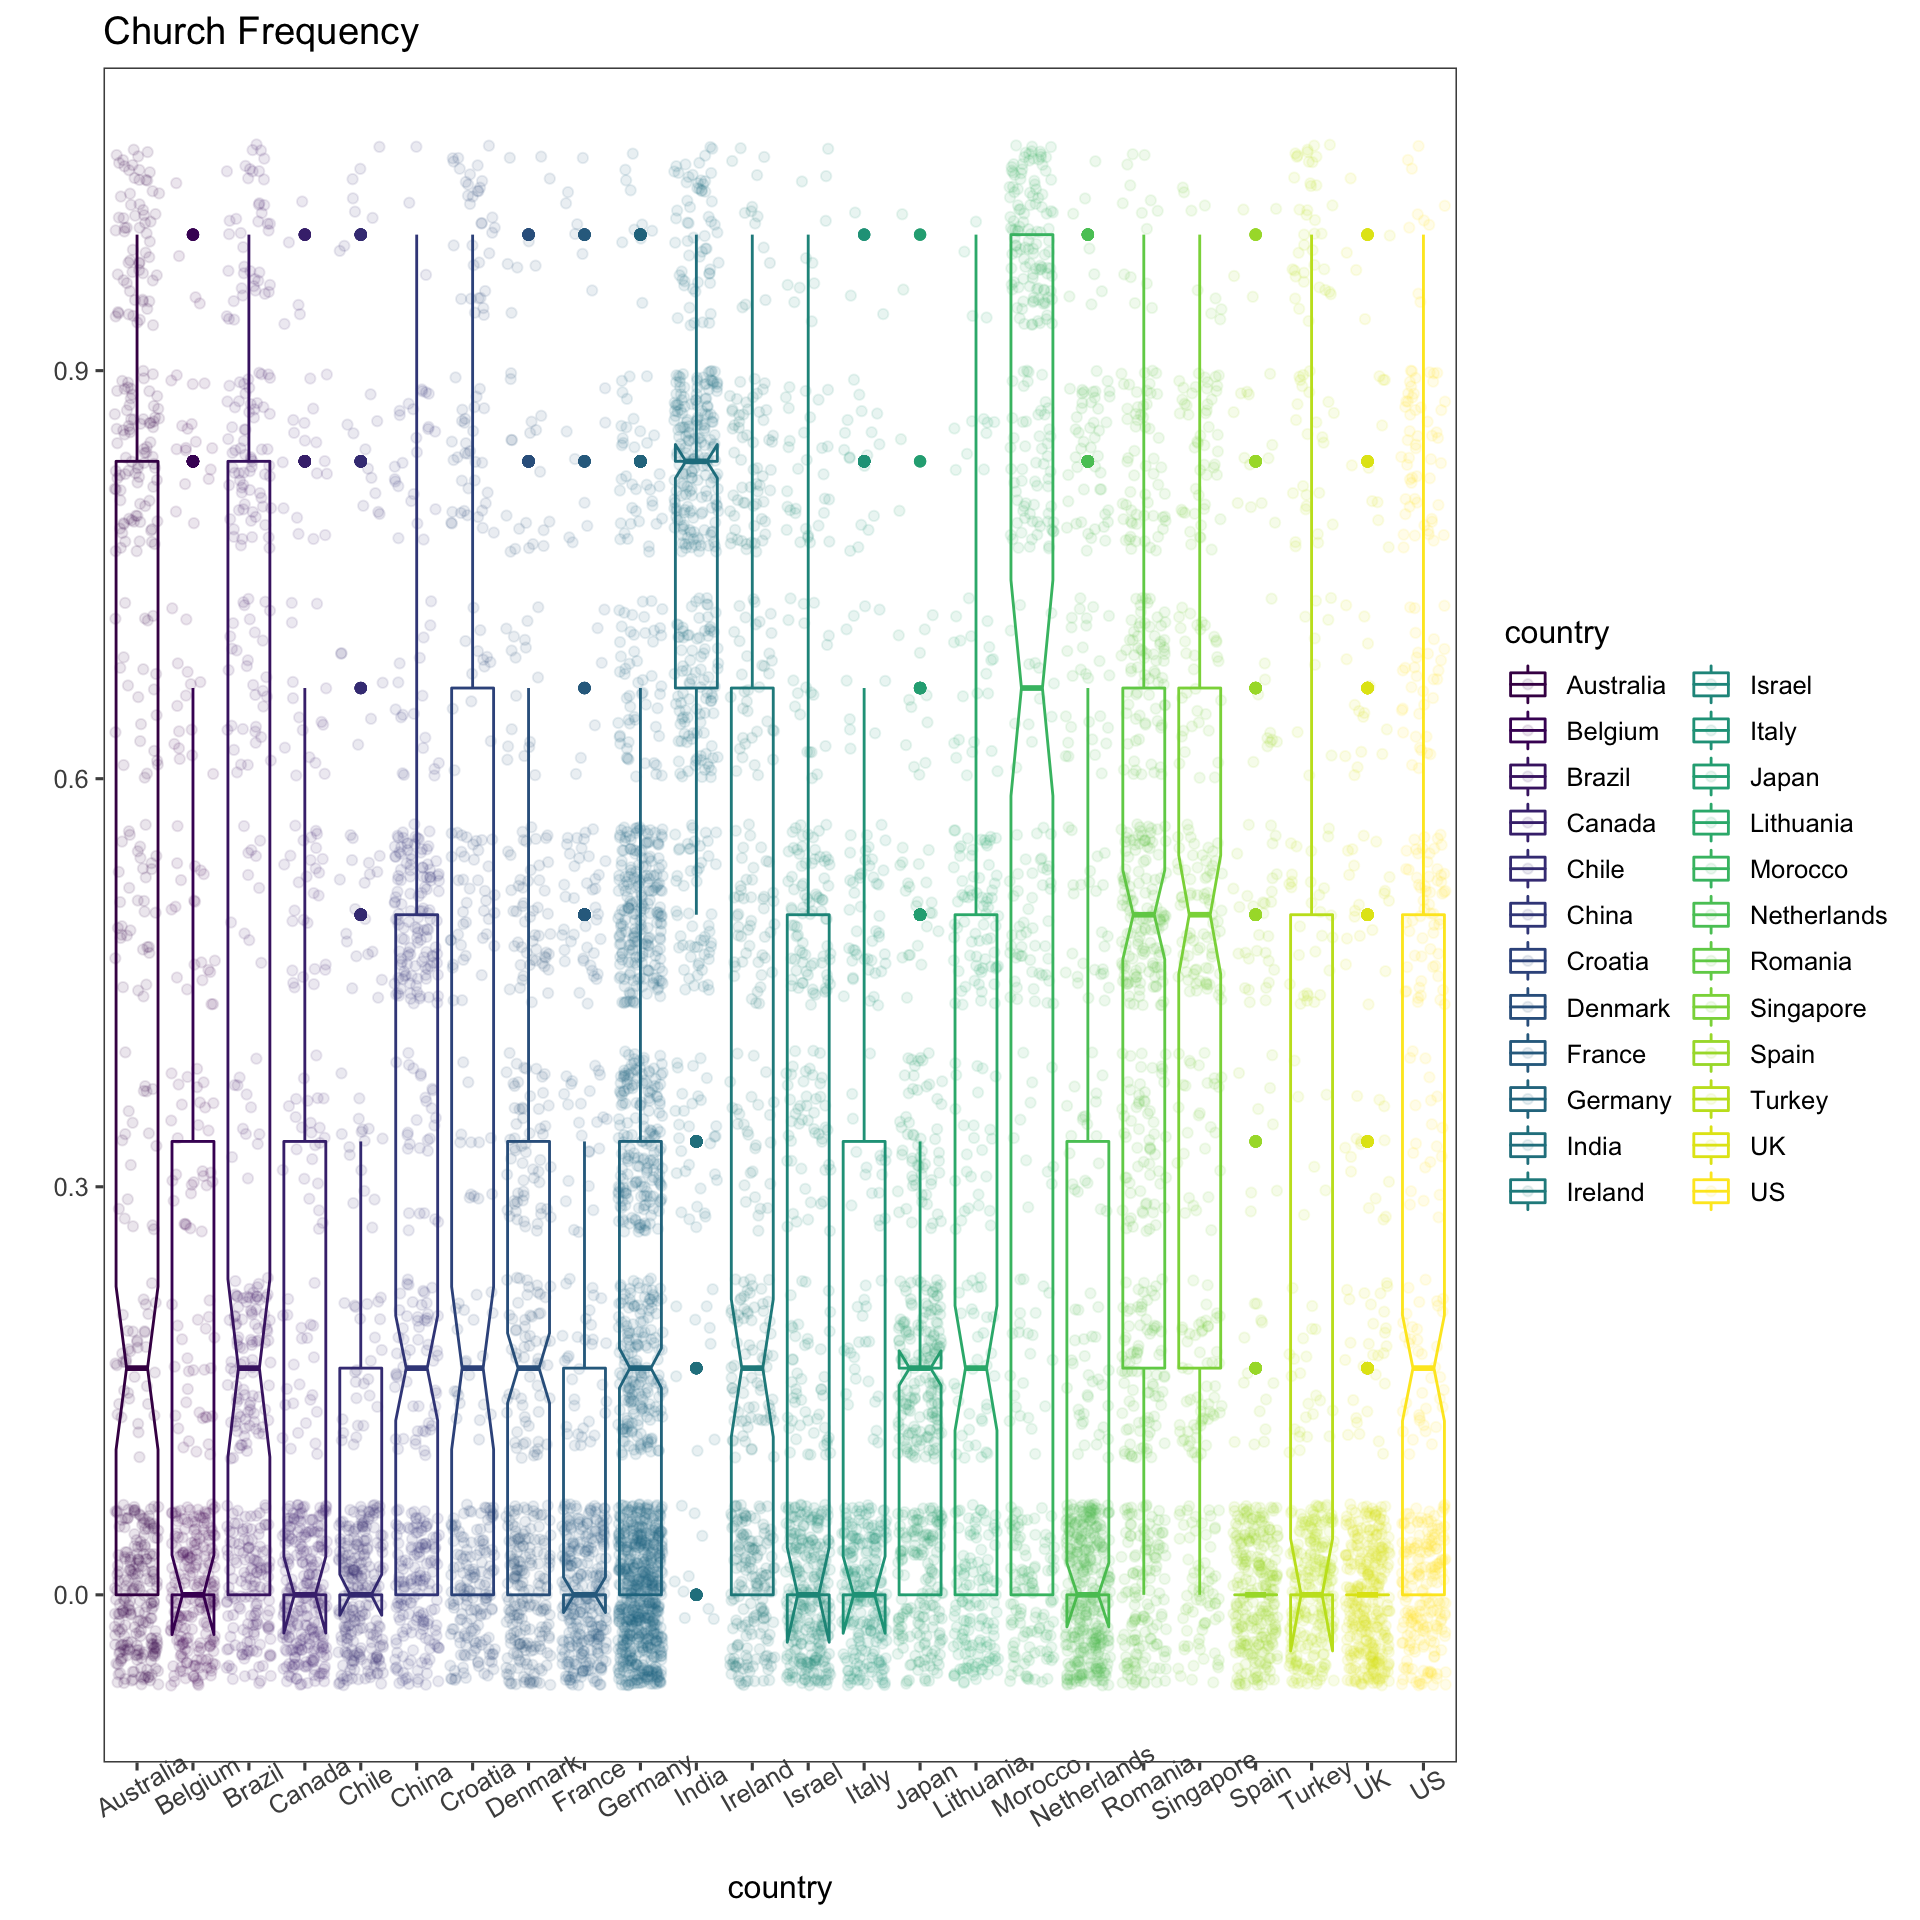 Church Frequency
0.9
0.6
0.3
0.0
Australia
Belgium
Brazil
Canada
Chile
China
Croatia
Denmark
France
Germany
India
Ireland
Israel
Italy
Japan
Lithuania
Morocco
Netherlands
Romania
Singapore
Spain
Turkey
UK
US
country
country
Australia
Belgium
Brazil
Canada
Chile
China
Croatia
Denmark
France
Germany
India
Ireland
Israel
Italy
Japan
Lithuania
Morocco
Netherlands
Romania
Singapore
Spain
Turkey
UK
US